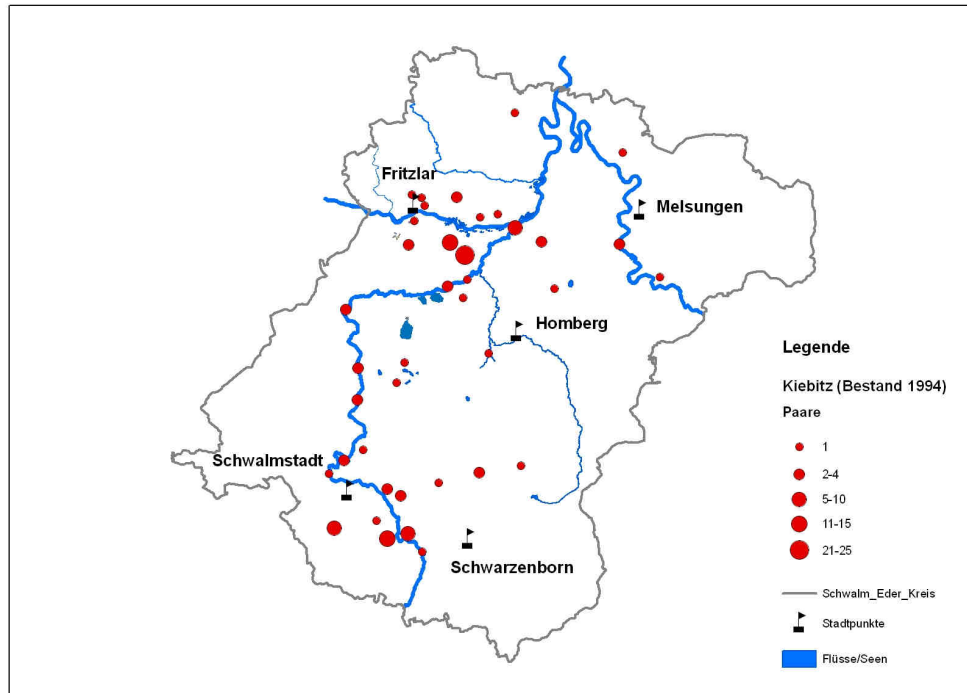 Fritzlar
Melsungen
Homberg
Schwalmstadt
Schwarzenborn
Legende
Kiebitz (Bestand 1994)
Paare
1
2-4
5-10
11-15
21-25
Schwalm_Eder_Kreis
Stadtpunkte
Flüsse/Seen